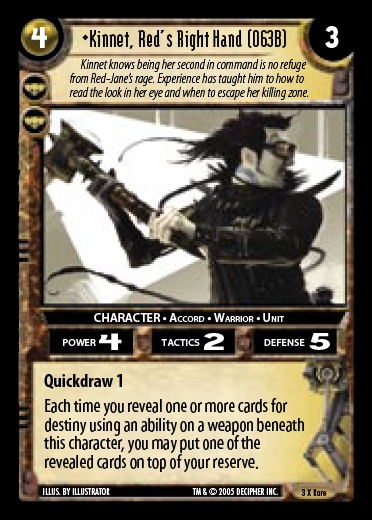 4
•Kinnet, Red's Right Hand (063B)
3
Kinnet knows being her second in command is no refuge
from Red-Jane's rage. Experience has taught him to how to
read the look in her eye and when to escape her killing zone.
CHARACTER • ACCORD • WARRIOR • UNIT
POWER 4
TACTICS 2
DEFENSE 5
Quickdraw 1
Each time you reveal one or more cards for
destiny using an ability on a weapon beneath
this character, you may put one of the
revealed cards on top of your reserve.
ILLUS. BY ILLUSTRATOR
TM & © 2005 DECIPHER INC.
3 X Rare